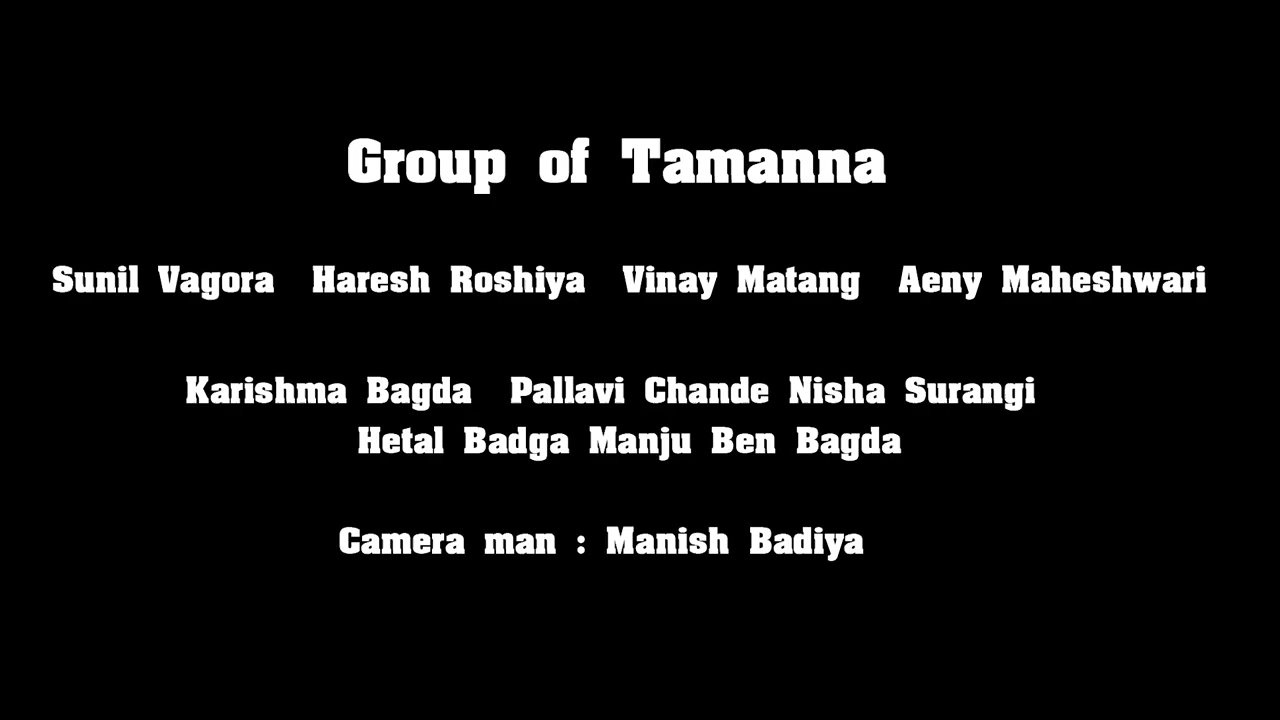 Group of Tamanna
Sunil Vagora Haresh Roshiya Vinay Matang Aeny Maheshwari
Karishma Bagda Pallavi Chande Nisha Surangi
Hetal Badga Manju Ben Bagda
Camera man : Manish Badiya